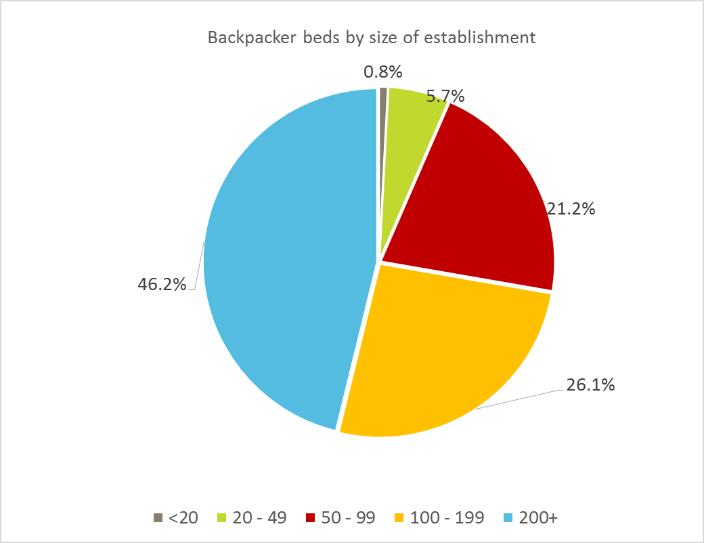 Backpacker beds by size of establishment
0.8%
5.7%
21.2%
46.2%
26.1%
<20 20 - 49 50 - 99 100 - 199 200+